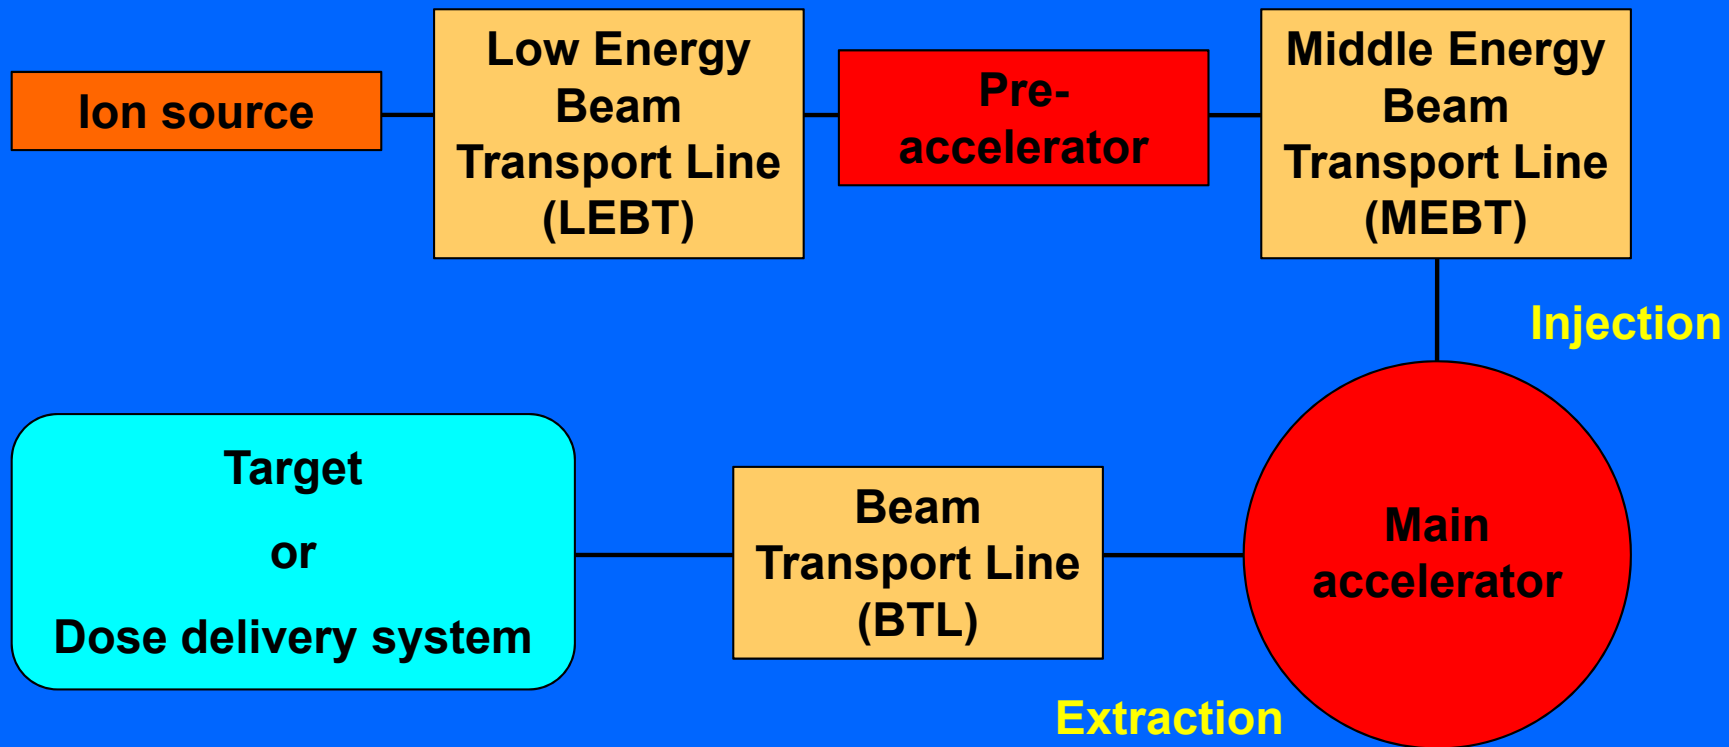 Ion source
Low Energy
Beam
Transport Line
(LEBT)
Pre-
accelerator
Middle Energy
Beam
Transport Line
(MEBT)
Injection
Main
accelerator
Extraction
Beam
Transport Line
(BTL)
Target
or
Dose delivery system